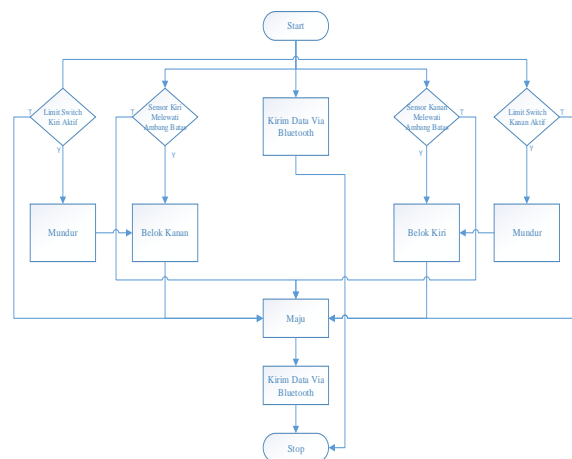 Start
T
Limit Switch
Kiri Aktif
Y
T
Sensor Kiri
Melewati
Ambang Batas
Y
Kirim Data Via
Bluetooth
Sensor Kanan
Melewati
Ambang Batas
T
Y
Limit Switch
Kanan Aktif
T
Y
Mundur
Belok Kanan
Belok Kiri
Mundur
Maju
Kirim Data Via
Bluetooth
Stop